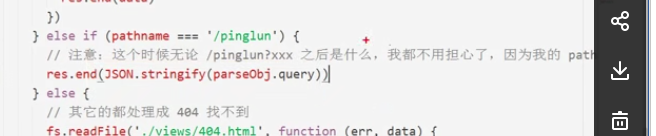 res.end(data)
})
} else if (pathname === '/pinglun') {
// 注意：这个时候无论 /pinglun?xxx 之后是什么，我都不用担心了，因为我的 path
res.end(JSON.stringify(parseObj.query))
} else {
// 其它的都处理成 404 找不到
fs.readFile('./views/404.html', function (err, data) {